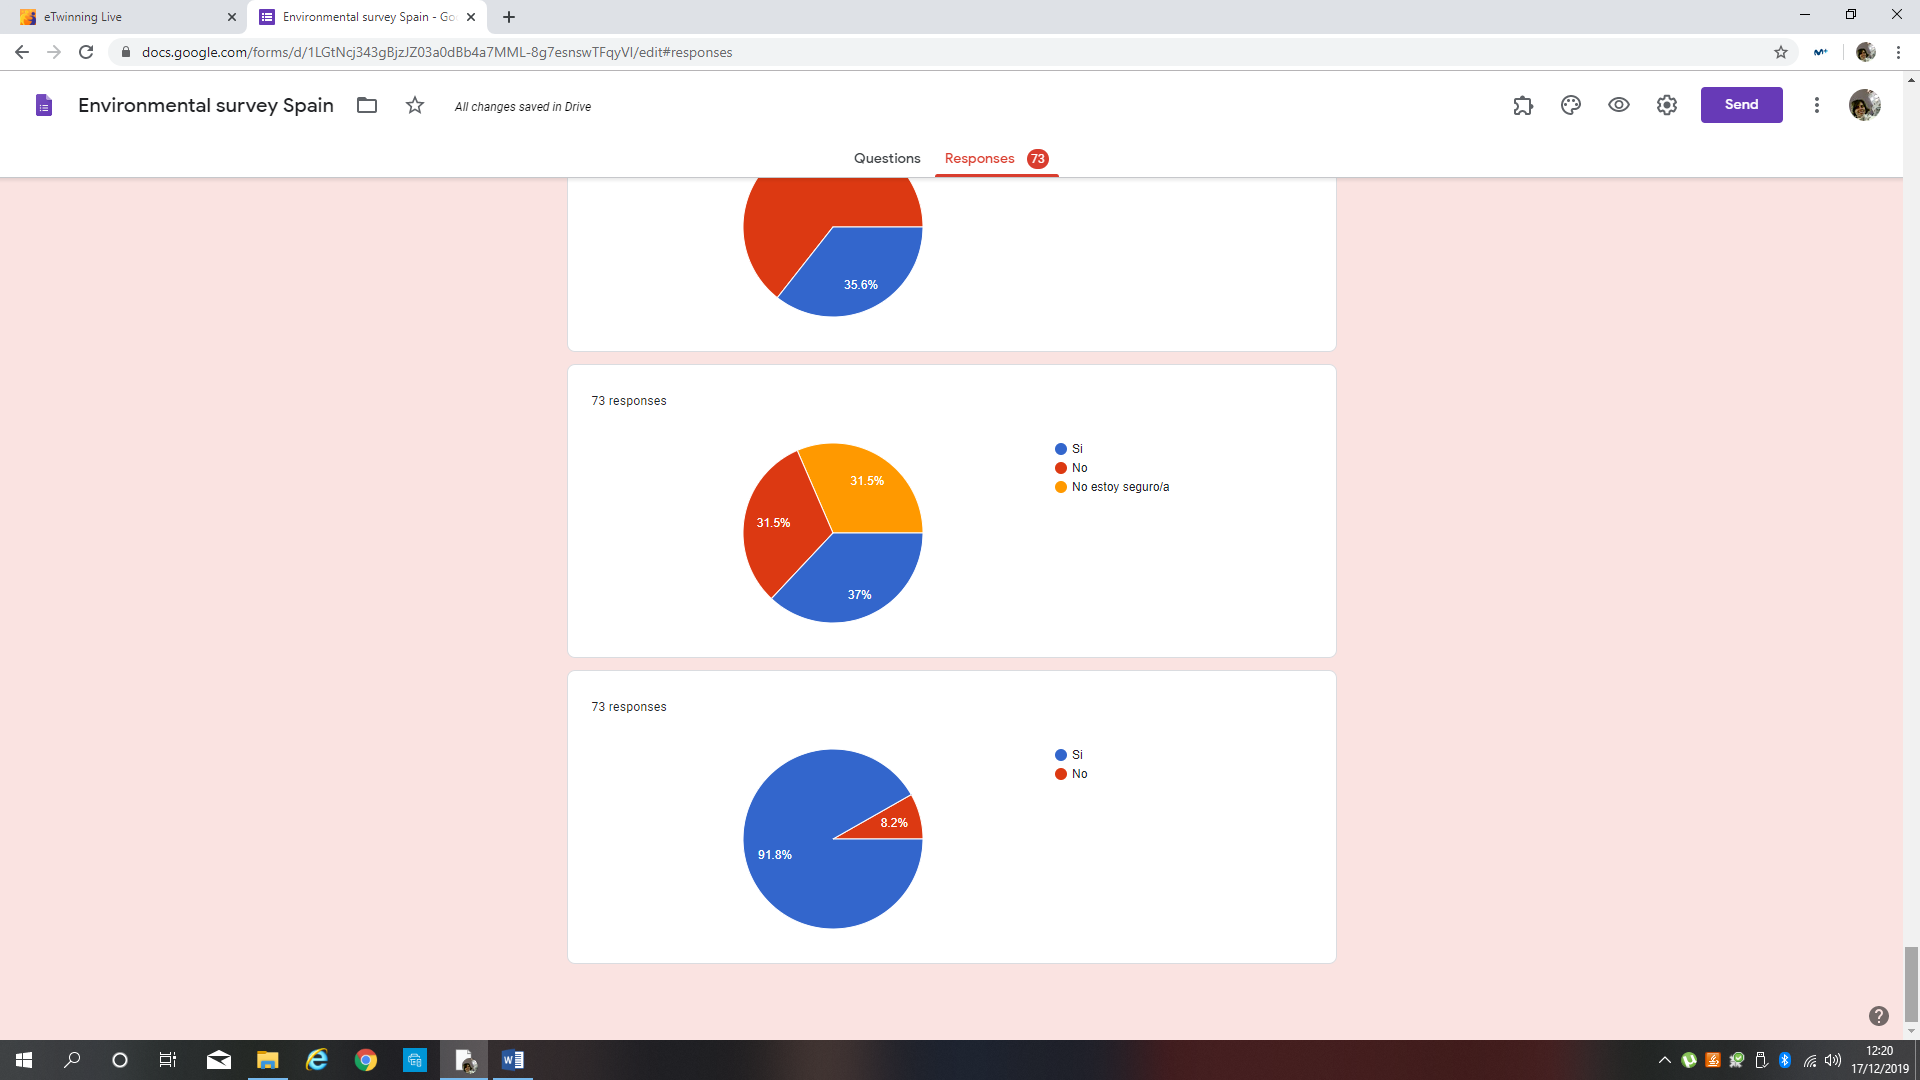 eTwinning Live
Environmental survey Spain - Go
docs.google.com/forms/d/1LGtNcj343gBjzJZ03a0dBb4a7MML-8g7esnswTFqyVI/edit#responses
Environmental survey Spain
All changes saved in Drive
Send
Questions
Responses 73
35.6%
73 responses
31.5%
31.5%
37%
Si
No
No estoy seguro/a
73 responses
8.2%
91.8%
Si
No
12:20
17/12/2019